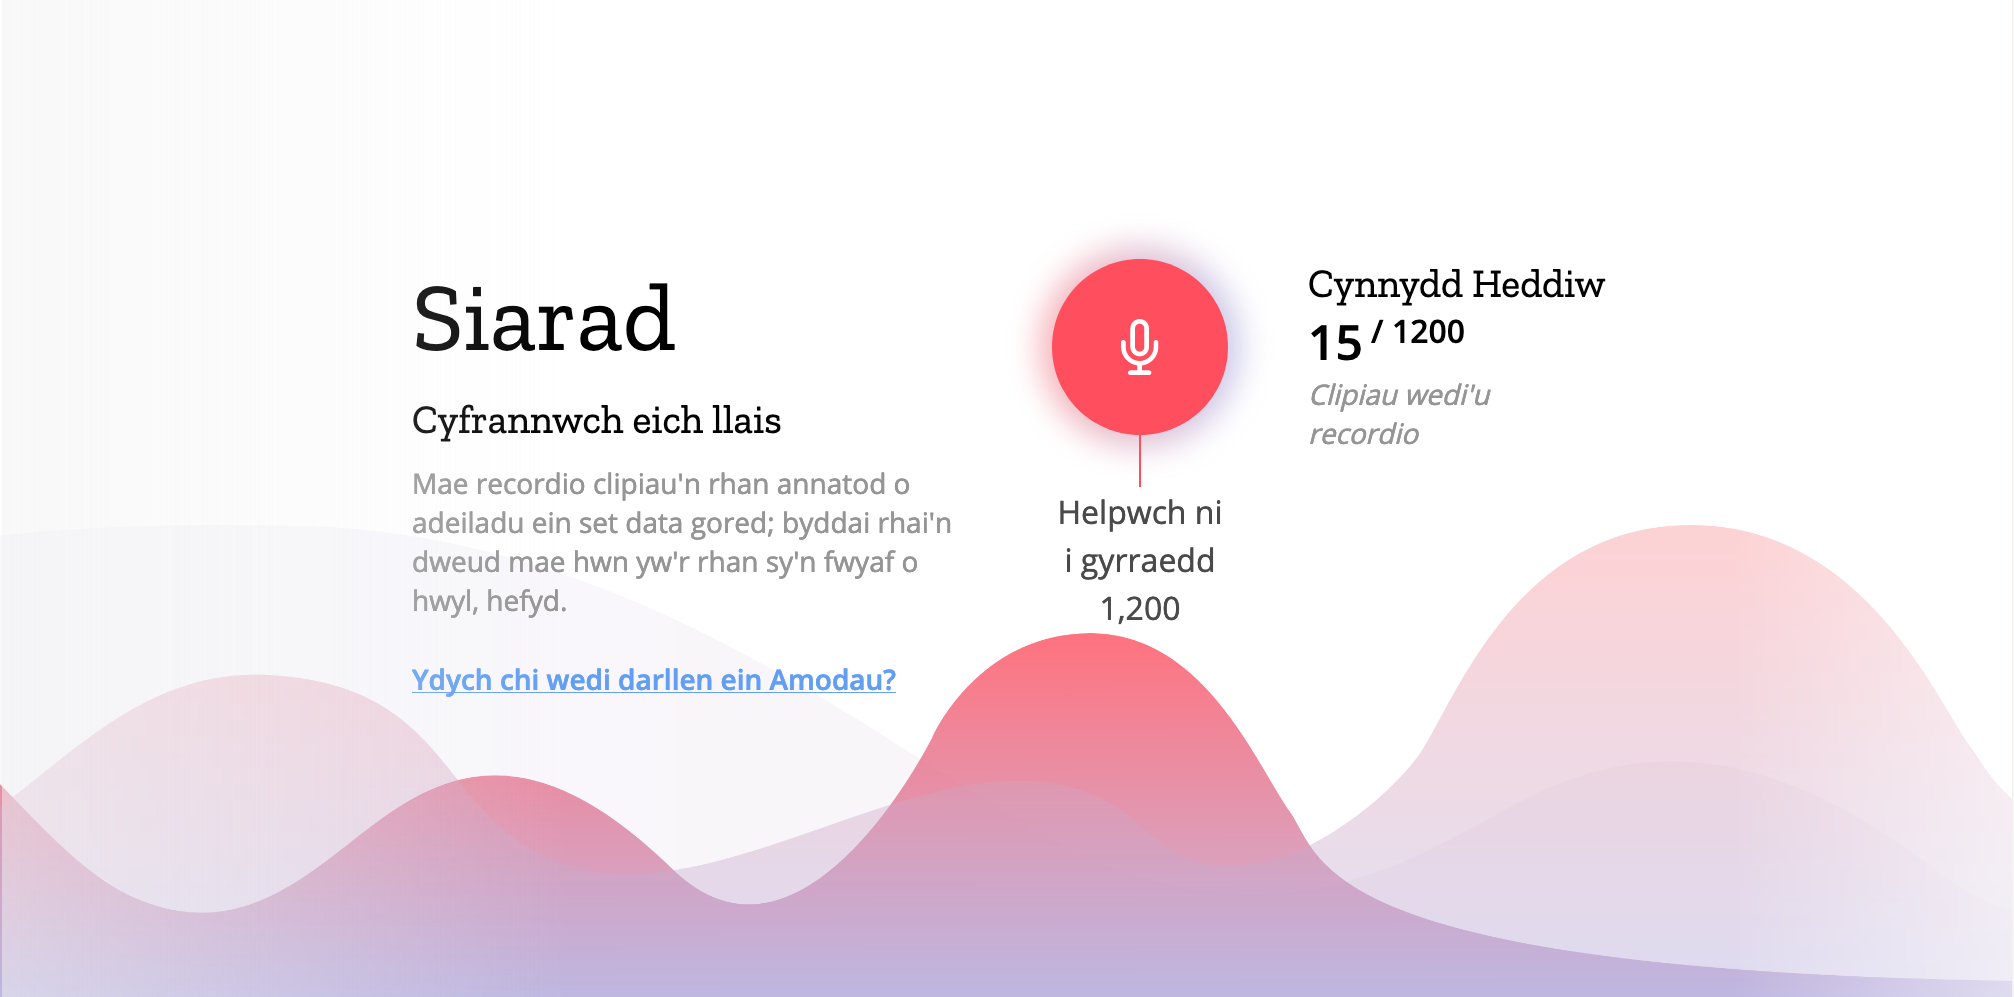 Siarad
Cyfrannwch eich llais
Mae recordio clipiau'n rhan annatod o
adeiladu ein set data gored; byddai rhai'n
dweud mae hwn yw'r rhan sy'n fwyaf o
hwyl, hefyd.
Ydych chi wedi darllen ein Amodau?
Helpwch ni
i gyrraedd
1,200
Cynnydd Heddiw
15 / 1200
Clipiau wedi'u
recordio